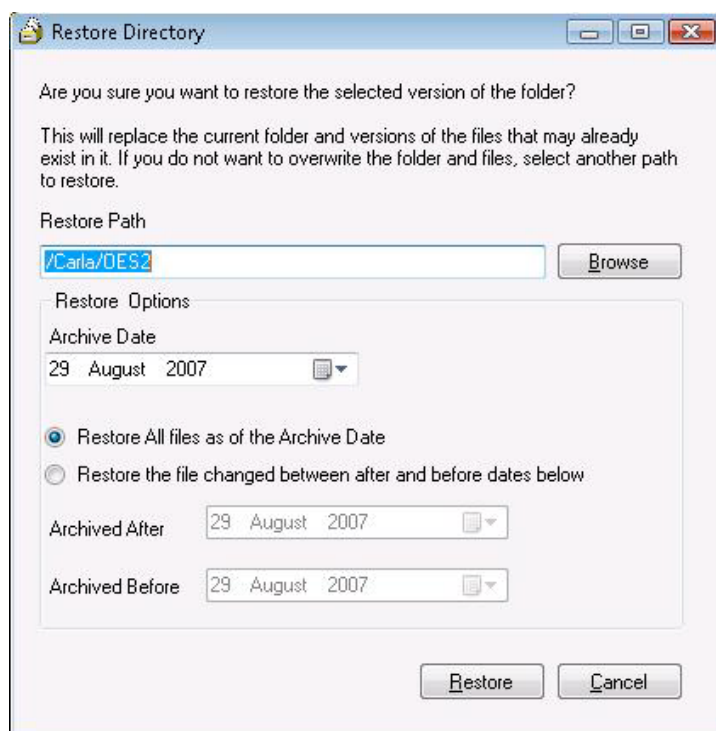 Restore Directory
Are you sure you want to restore the selected version of the folder?
This will replace the current folder and versions of the files that may already
exist in it. If you do not want to overwrite the folder and files, select another path
to restore.
Restore Path
/Carla/OES2
Browse
Restore Options
Archive Date
29 August 2007
Restore All files as of the Archive Date
Restore the file changed between after and before dates below
Archived After 29 August 2007
Archived Before 29 August 2007
Restore Cancel